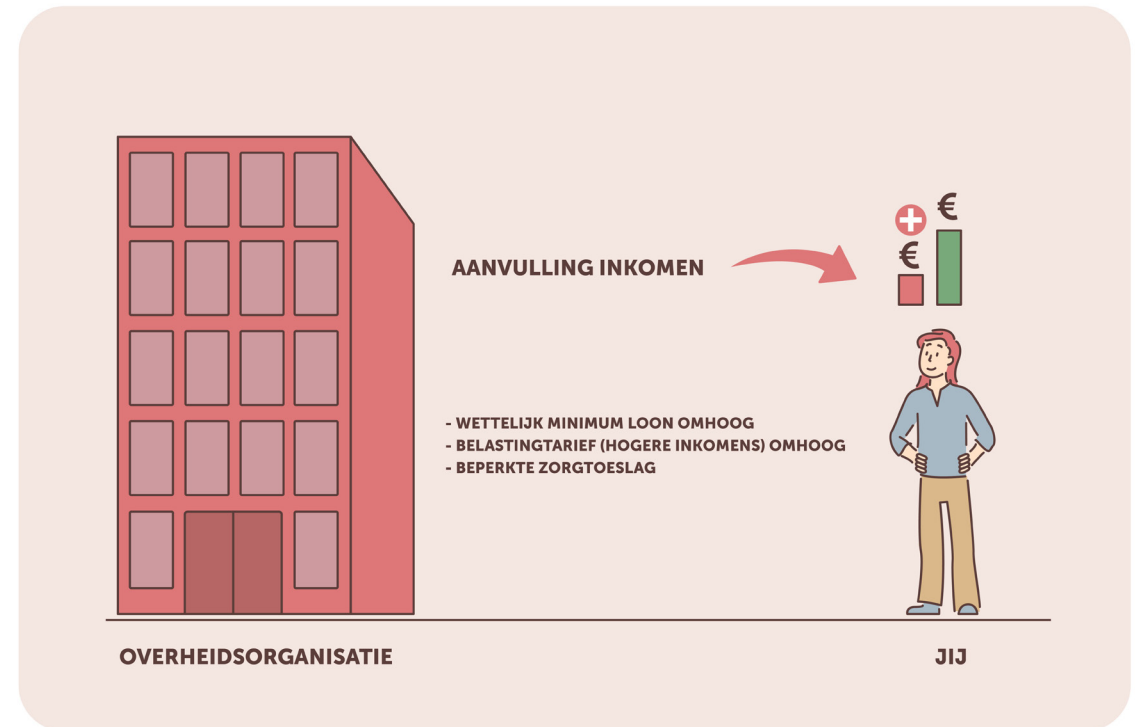 €
€
AANVULLING INKOMEN
- WETTELIJK MINIMUM LOON OMHOOG
- BELASTINGTARIEF (HOGERE INKOMENS) OMHOOG
- BEPERKTE ZORGTOESLAG
OVERHEIDSORGANISATIE
JIJ